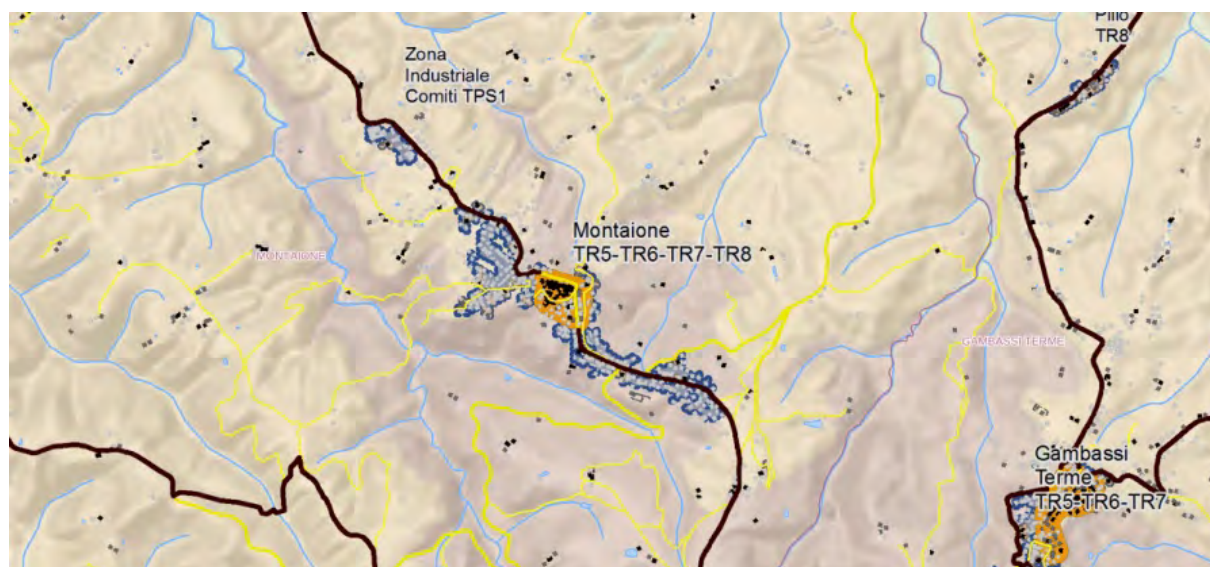 Pillo
TR8
Zona
Industriale
Comiti TPS1
Montaione
TR5-TR6-TR7-TR8
MONTAIONE
GAMBASSI TERME
Gambassi
Terme
TR5-TR6-TR7